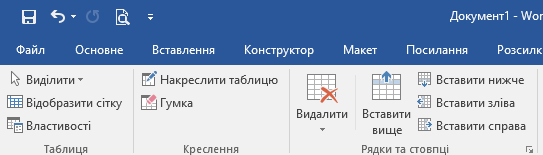 Документ1 - Wor
Файл Основне Вставлення Конструктор Макет Посилання Розсилк
Виділити Накреслити таблицю Вставити нижче
Відобразити сітку Гумка Видалити Вставити вище Вставити зліва
Властивості Вставити справа
Таблиця Креслення Рядки та стовпці